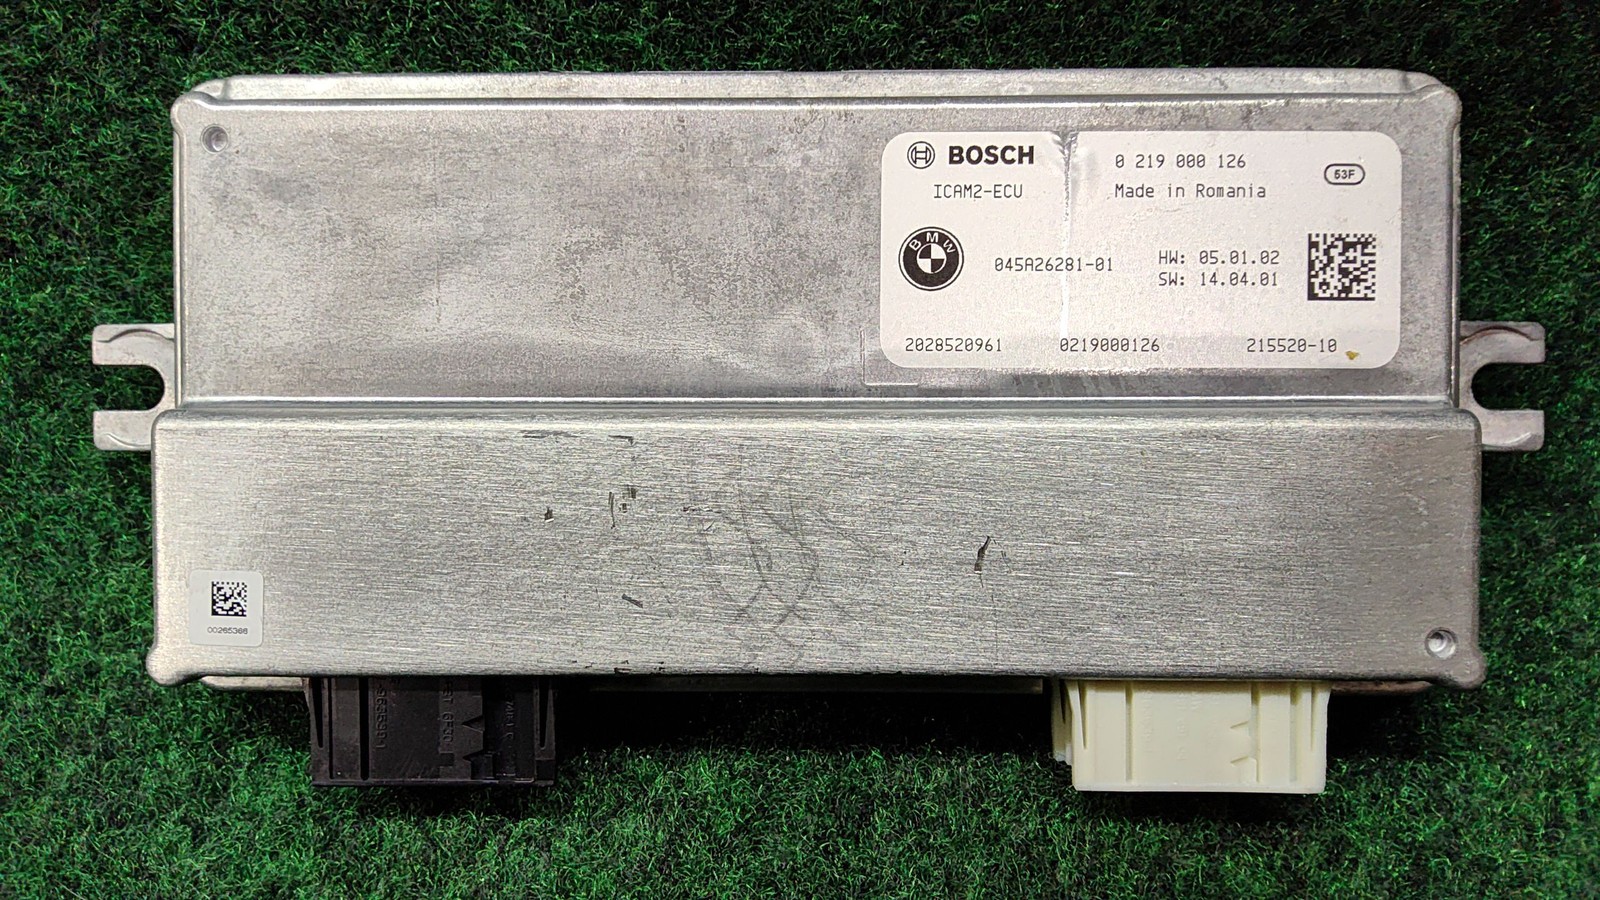 BOSCH
0 219 000 126
53F
ICAM2-ECU
Made in Romania
BMW
045A26281-01
HW: 05.01.02
SW: 14.04.01
2028520961
0219000126
215520-10
00265366